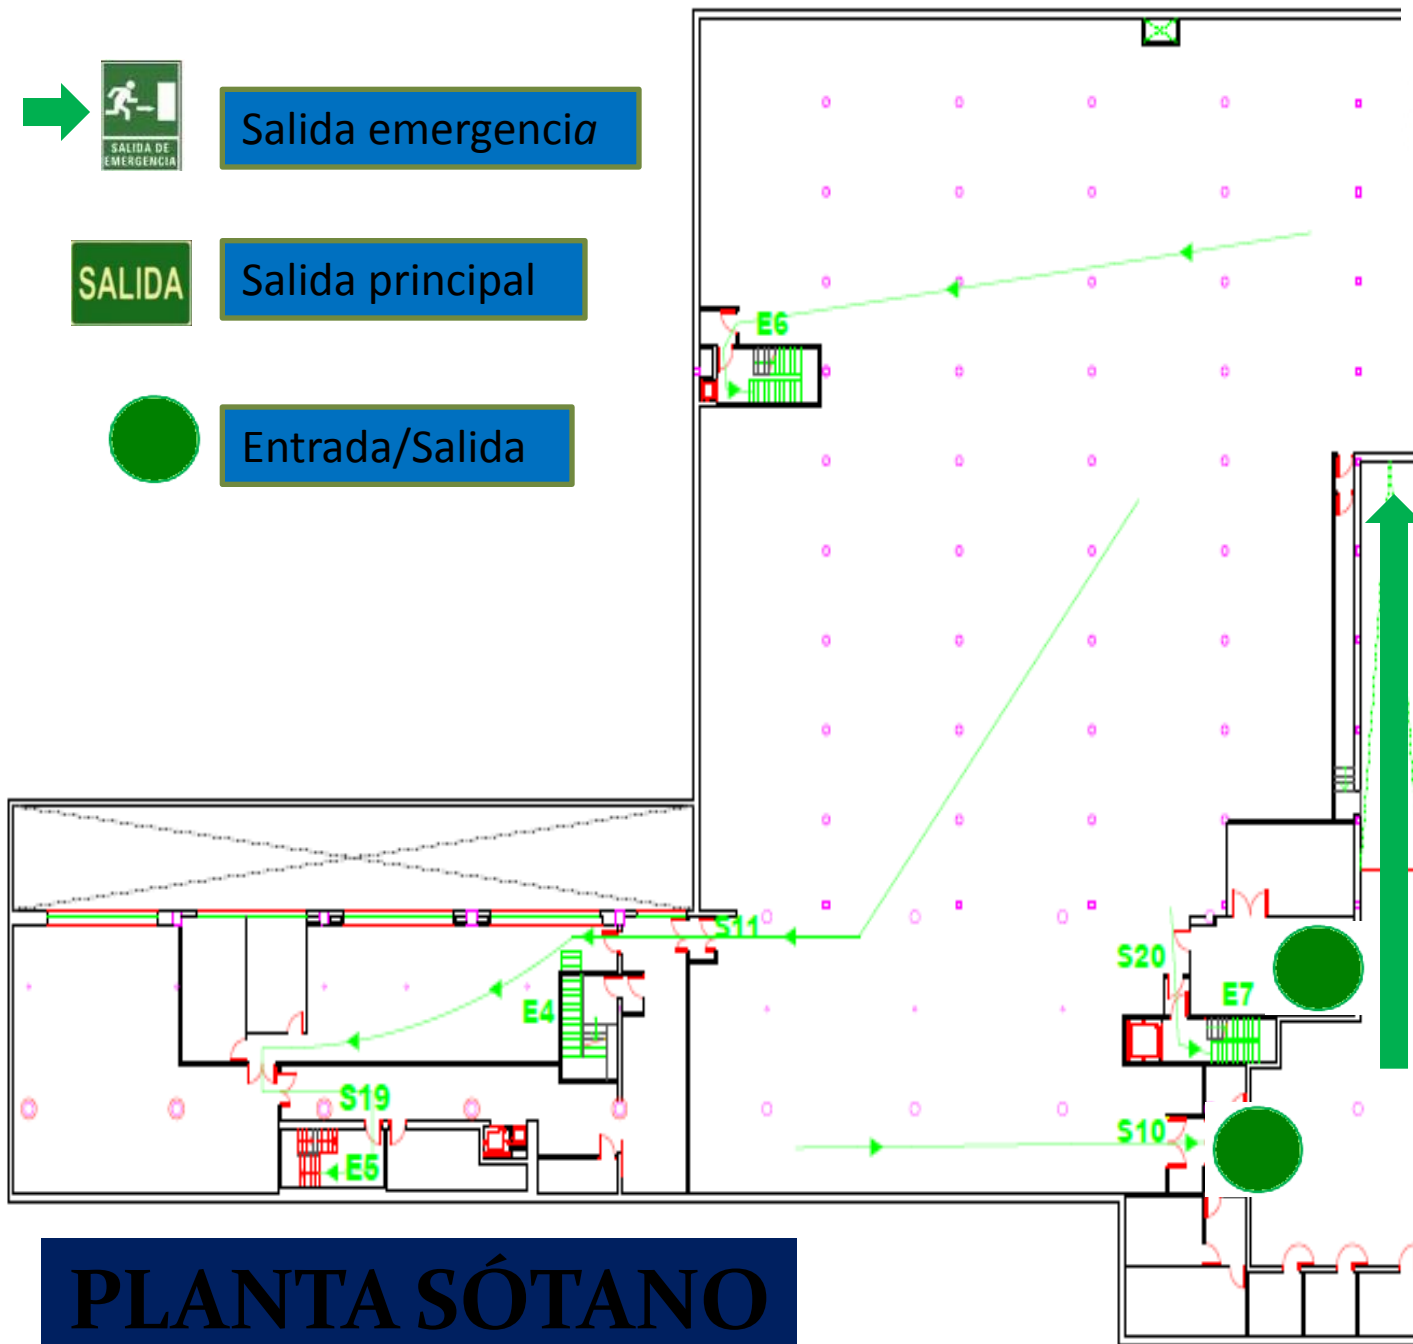 SALIDA DE
EMERGENCIA
Salida emergencia
SALIDA
Salida principal
Entrada/Salida
E6
S11
S20
E7
E4
S19
S10
E5
PLANTA SÓTANO